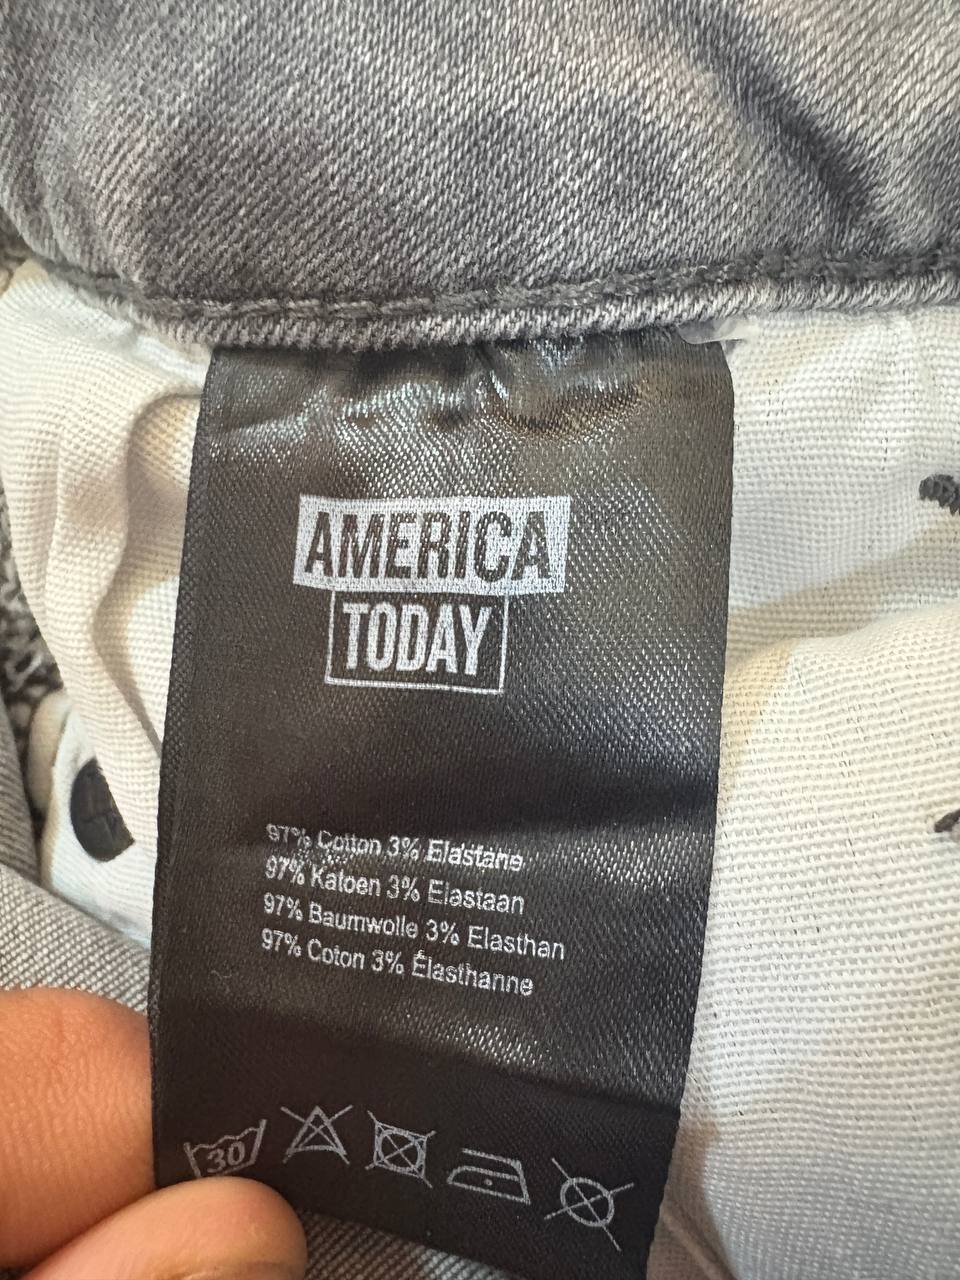 AMERICA
TODAY
97% Cotton 3% Elastane
97% Katoen 3% Elastaan
97% Baumwolle 3% Elasthan
97% Coton 3% Élasthanne
30